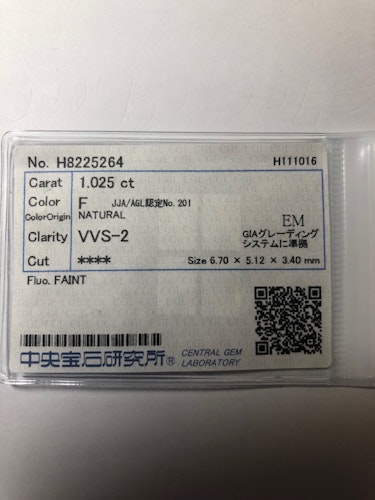 No. H8225264 H111016
Carat 1.025 ct
Color F JJA/AGL認定No.201
ColorOrigin NATURAL
EM
Clarity VVS-2 GIAグレーディング
システムに準拠
Cut **** Size 6.70 × 5.12 × 3.40 mm
Fluo. FAINT
中央宝石研究所® CENTRAL GEM
LABORATORY